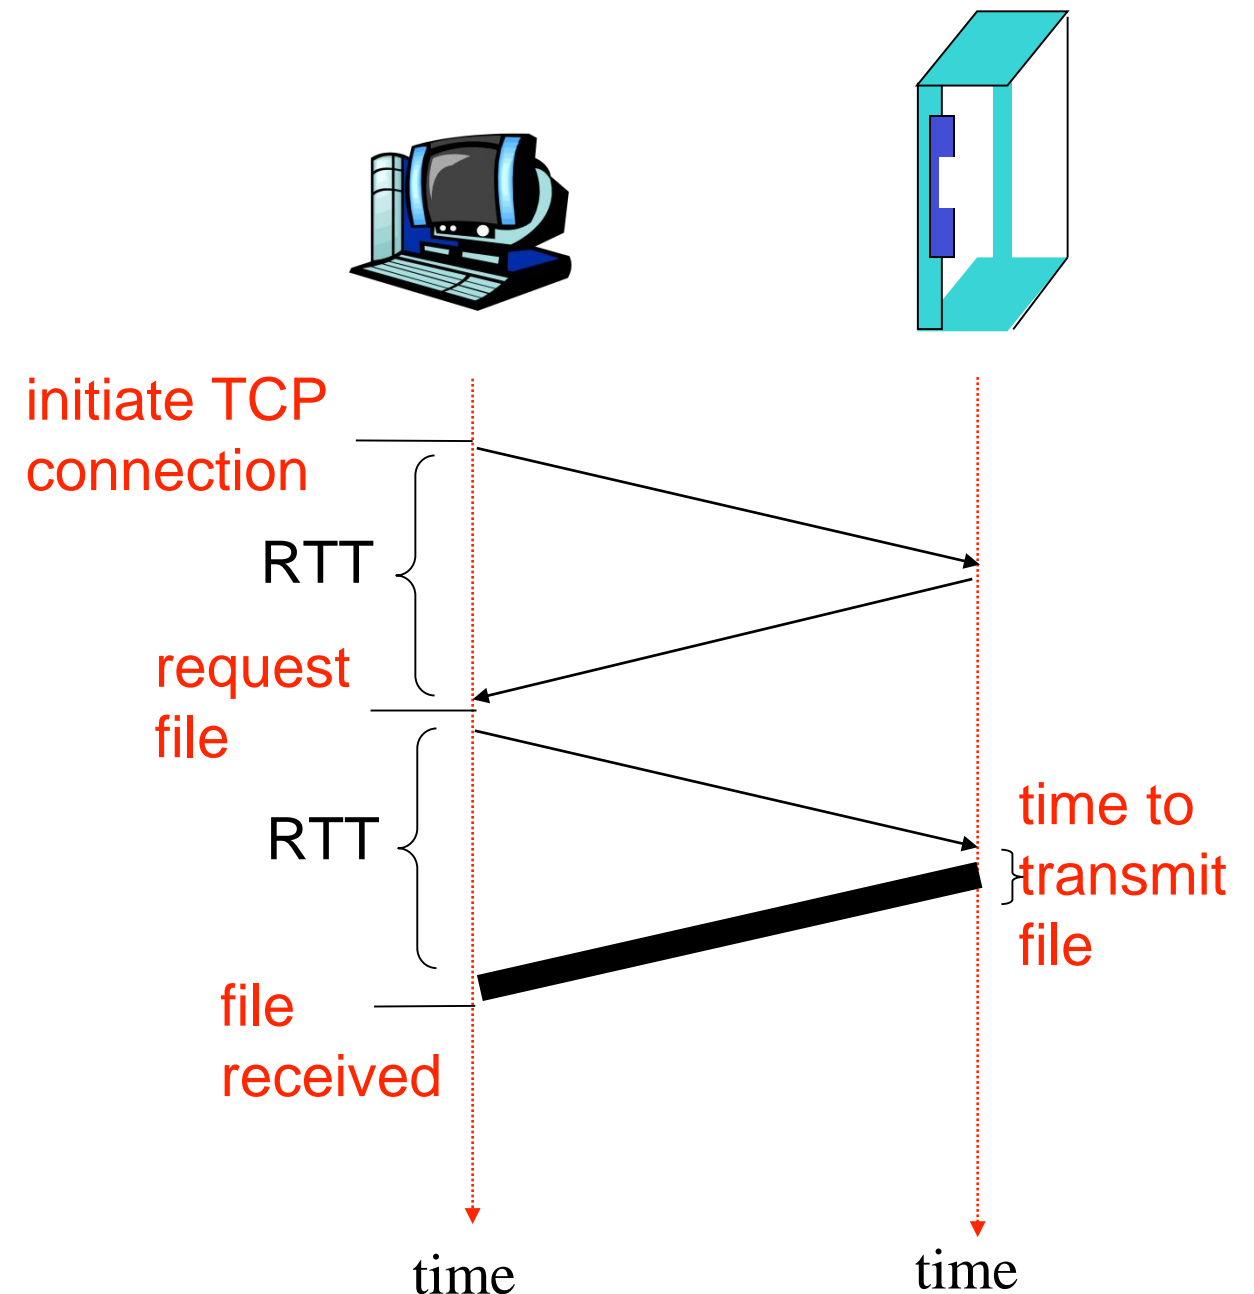 initiate TCP
connection
RTT
request
file
RTT
time to
transmit
file
file
received
time
time